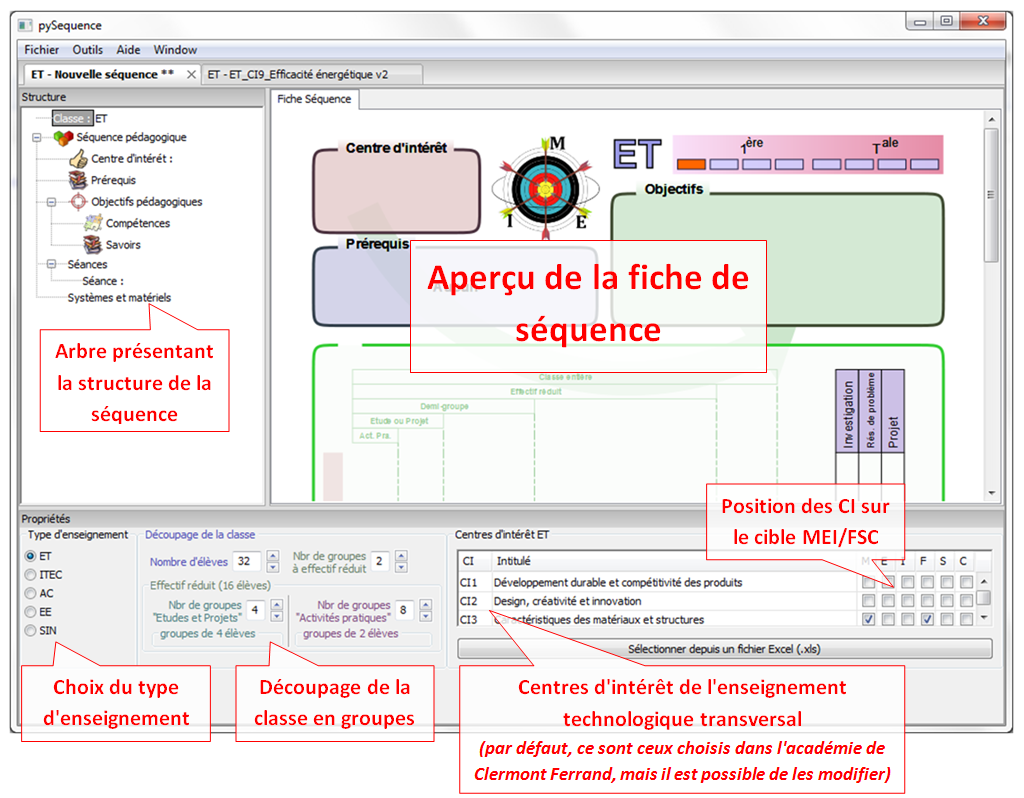 pySequence
Fichier Outils Aide Window
ET - Nouvelle séquence **
ET - ET_CI9_Efficacité énergétique v2
Structure
Classe : ET
Séquence pédagogique
Centre d'intérêt :
Prérequis
Objectifs pédagogiques
Compétences
Savoirs
Séances
Séance :
Systèmes et matériels
Arbre présentant
la structure de la
séquence
Fiche Séquence
Centre d'intérêt
M
I
E
ET
1ère
Tale
Objectifs
Prérequis
Aperçu de la fiche de
séquence
Classe entière
Effectif réduit
Demi-groupe
Etude ou Projet
Act. Pra.
Investigation
Rés. de problème
Projet
Position des CI sur
le cible MEI/FSC
Propriétés
Type d'enseignement
ET
ITEC
AC
EE
SIN
Découpage de la classe
Nombre d'élèves 32
Nbr de groupes
à effectif réduit 2
Effectif réduit (16 élèves)
Nbr de groupes
"Etudes et Projets" 4
groupes de 4 élèves
Nbr de groupes
"Activités pratiques" 8
groupes de 2 élèves
Centres d'intérêt ET
CI Intitulé M E I F S C
CI1 Développement durable et compétitivité des produits
CI2 Design, créativité et innovation
CI3 Caractéristiques des matériaux et structures
Sélectionner depuis un fichier Excel (.xls)
Choix du type
d'enseignement
Découpage de la
classe en groupes
Centres d'intérêt de l'enseignement
technologique transversal
(par défaut, ce sont ceux choisis dans l'académie de
Clermont Ferrand, mais il est possible de les modifier)